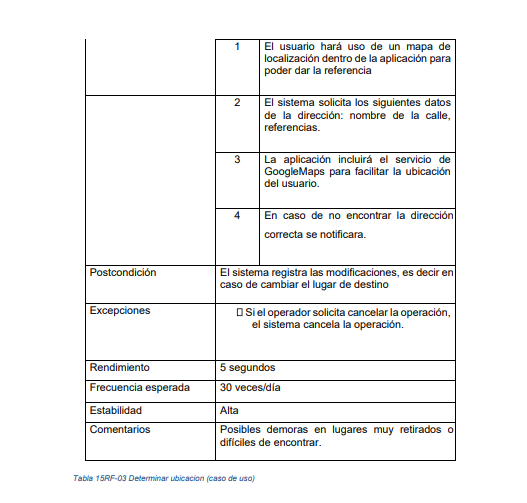 1 El usuario hará uso de un mapa de
localización dentro de la aplicación para
poder dar la referencia
2 El sistema solicita los siguientes datos
de la dirección: nombre de la calle,
referencias.
3 La aplicación incluirá el servicio de
GoogleMaps para facilitar la ubicación
del usuario.
4 En caso de no encontrar la dirección
correcta se notificara.
Postcondición El sistema registra las modificaciones, es decir en
caso de cambiar el lugar de destino
Excepciones  Si el operador solicita cancelar la operación,
el sistema cancela la operación.
Rendimiento 5 segundos
Frecuencia esperada 30 veces/día
Estabilidad Alta
Comentarios Posibles demoras en lugares muy retirados o
difíciles de encontrar.
Tabla 15RF-03 Determinar ubicacion (caso de uso)